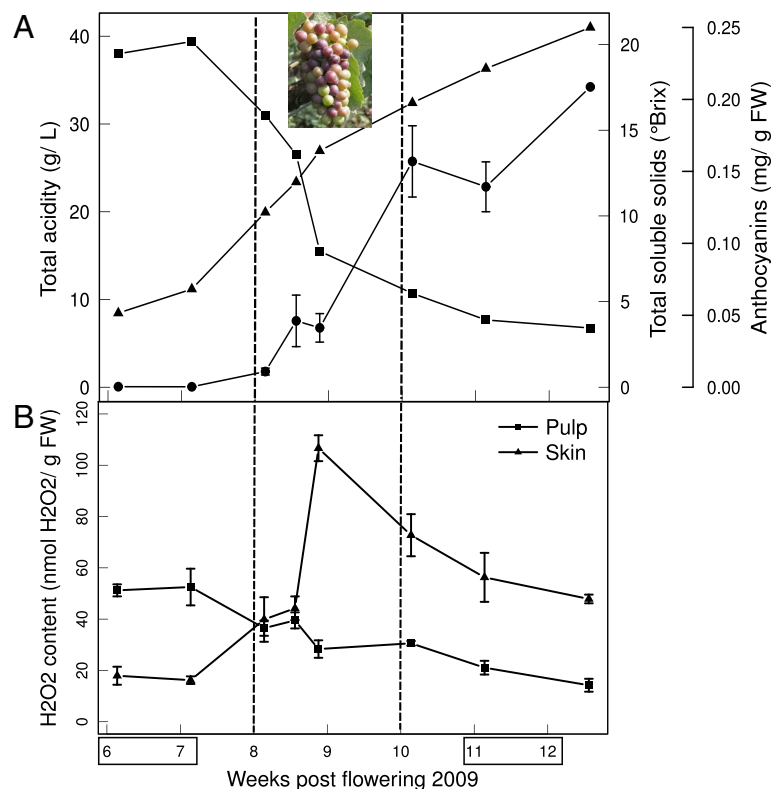 A
40
30
20
10
0
Total acidity (g/ L)
20
15
10
5
0
Total soluble solids (°Brix)
0.25
0.20
0.15
0.10
0.05
0.00
Anthocyanins (mg/ g FW)
B
120
100
80
60
40
20
0
H2O2 content (nmol H2O2/ g FW)
Pulp
Skin
6 7 8 9 10 11 12
Weeks post flowering 2009